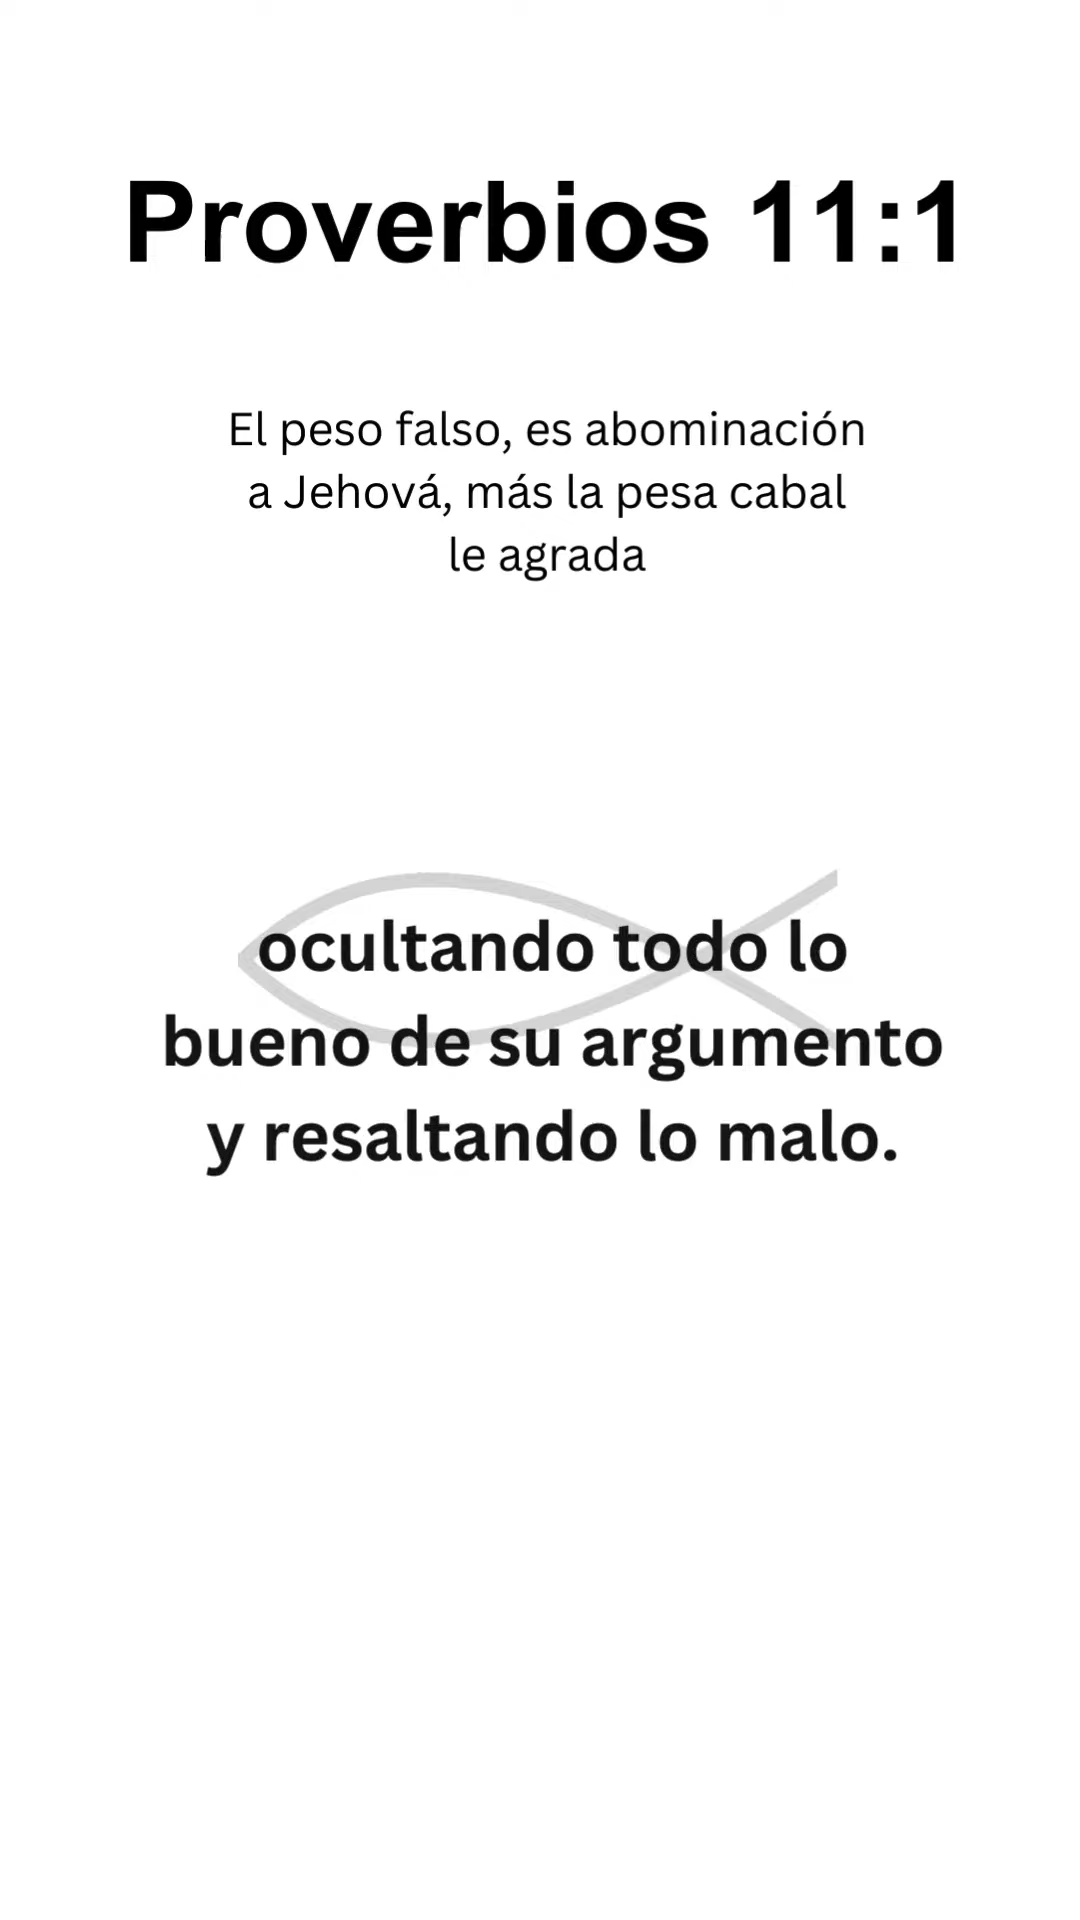 Proverbios 11:1
El peso falso, es abominación
a Jehová, más la pesa cabal
le agrada
ocultando todo lo
bueno de su argumento
y resaltando lo malo.